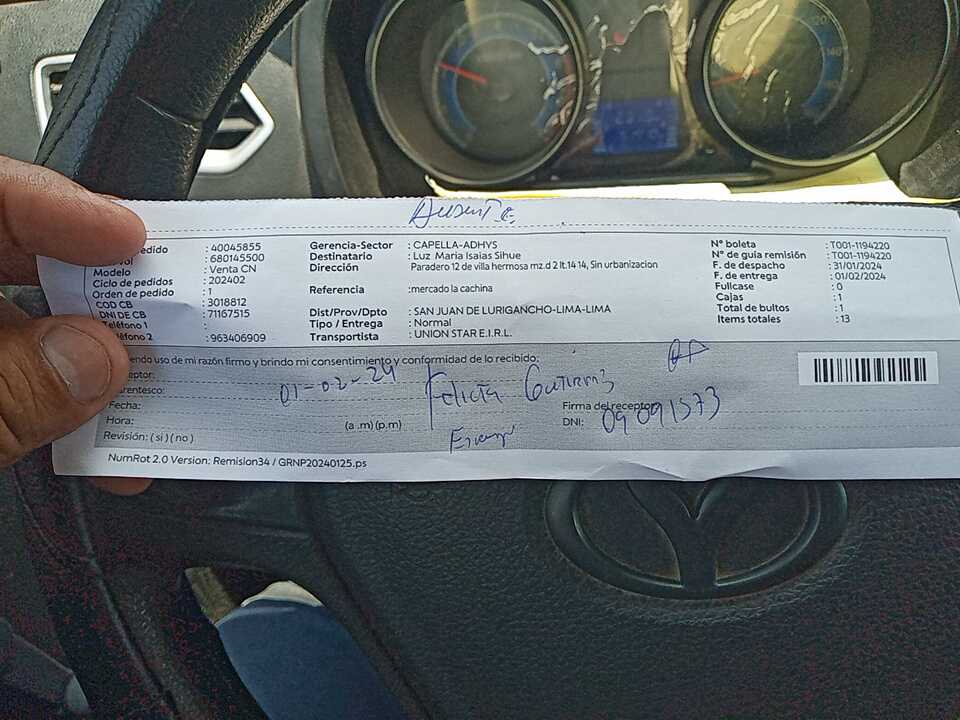 Ausente
edido : 40045855
: 680145500
Modelo : Venta CN
Ciclo de pedidos : 202402
Orden de pedido : 1
COD CB : 3018812
DNI DE CB : 71167515
Teléfono 1 :
éfono 2 : 963406909
Gerencia-Sector : CAPELLA-ADHYS
Destinatario : Luz Maria Isaias Sihue
Dirección : Paradero 12 de villa hermosa mz.d 2 lt.14 14, Sin urbanizacion
Referencia : mercado la cachina
Dist/Prov/Dpto : SAN JUAN DE LURIGANCHO-LIMA-LIMA
Tipo / Entrega : Normal
Transportista : UNION STAR E.I.R.L.
N° boleta : T001-1194220
N° de guía remisión : T001-1194220
F. de despacho : 31/01/2024
F. de entrega : 01/02/2024
Fullcase : 0
Cajas : 1
Total de bultos : 1
Items totales : 13
endo uso de mi razón firmo y brindo mi consentimiento y conformidad de lo recibido:
eptor:
arentesco:
01-02-24
Fecha:
Hora: (a.m)(p.m)
Revisión: ( si ) ( no )
Felicita
Firma del receptor
DNI: 09091573
NumRot 2.0 Version: Remision34 / GRNP20240125.ps